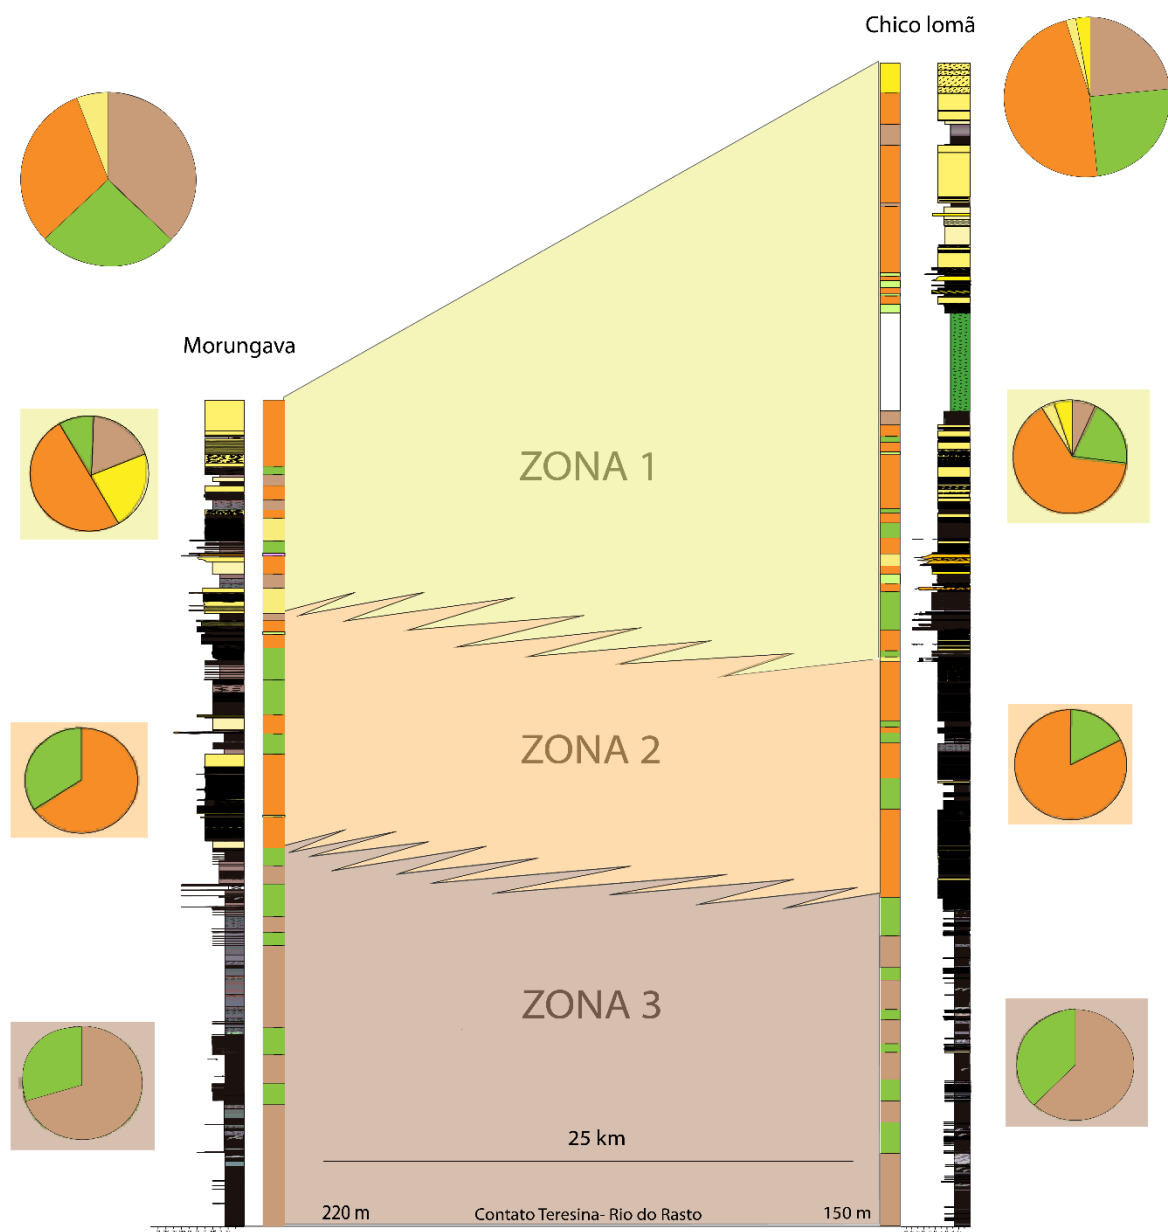 Chico lomã
Morungava
ZONA 1
ZONA 2
ZONA 3
25 km
220 m Contato Teresina- Rio do Rasto 150 m